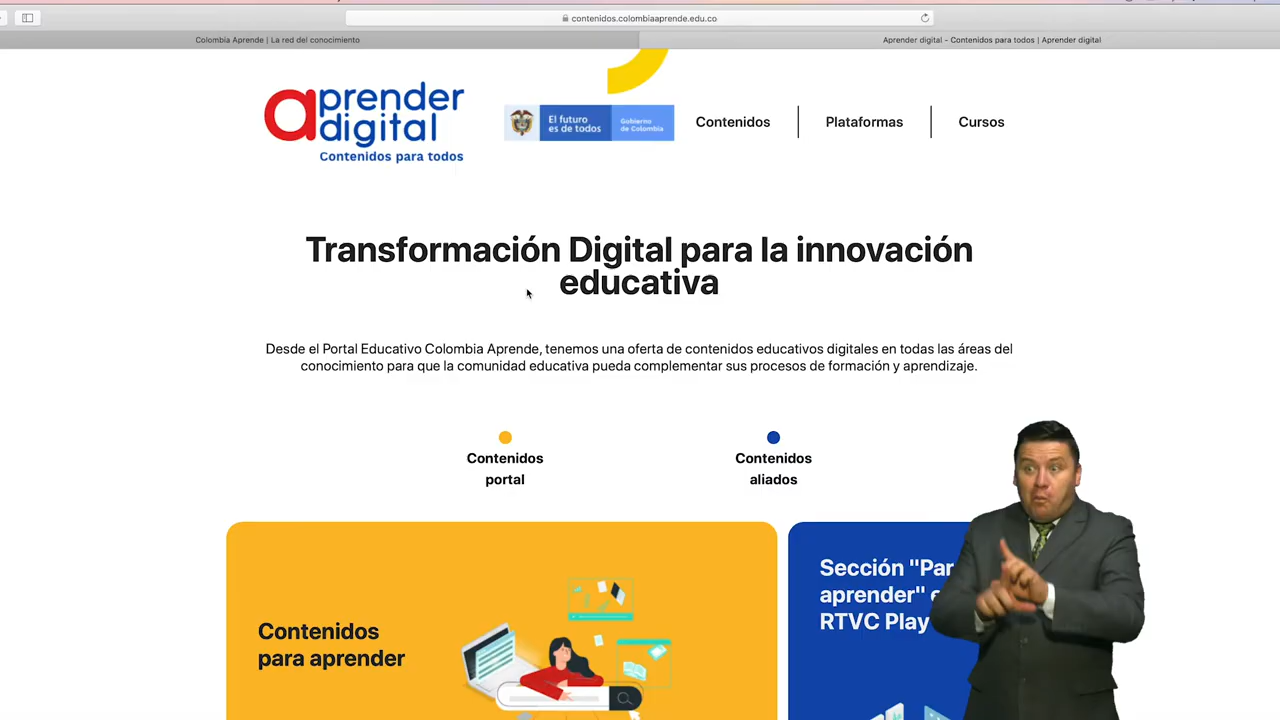 contenidos.colombiaaprende.edu.co
Colombia Aprende | La red del conocimiento
Aprender digital - Contenidos para todos | Aprender digital
aprender
digital
Contenidos para todos
El futuro
es de todos
Gobierno
de Colombia
Contenidos
Plataformas
Cursos
Transformación Digital para la innovación
educativa
Desde el Portal Educativo Colombia Aprende, tenemos una oferta de contenidos educativos digitales en todas las áreas del
conocimiento para que la comunidad educativa pueda complementar sus procesos de formación y aprendizaje.
Contenidos
portal
Contenidos
aliados
Contenidos
para aprender
Sección "Par
aprender" e
RTVC Play